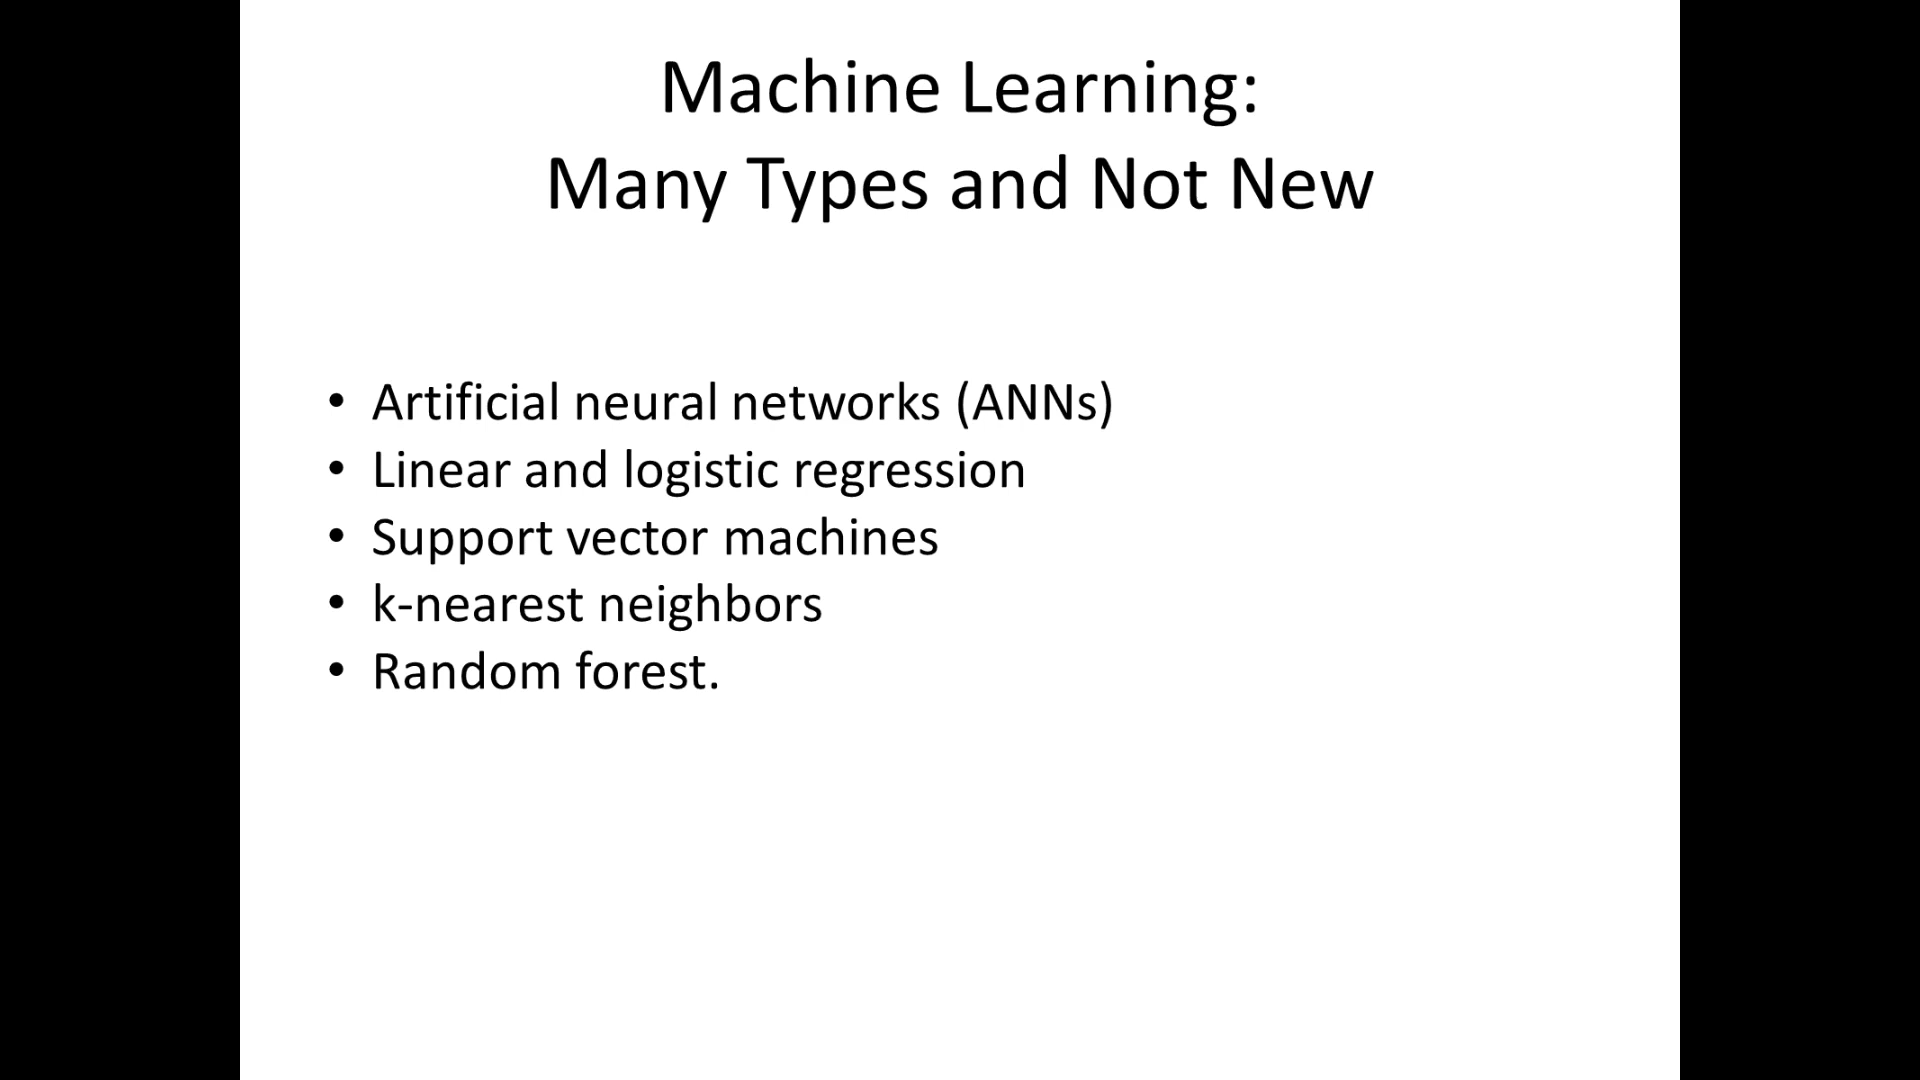 Machine Learning:
Many Types and Not New
• Artificial neural networks (ANNs)
• Linear and logistic regression
• Support vector machines
• k-nearest neighbors
• Random forest.